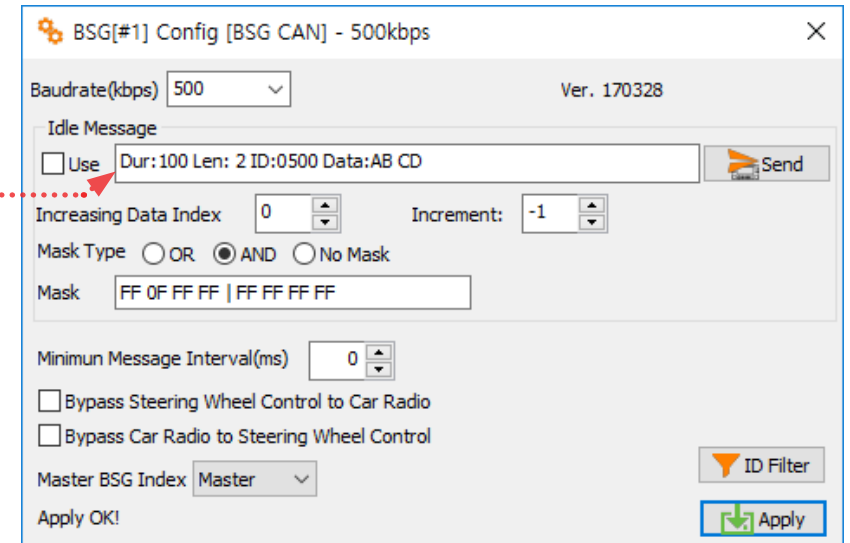 BSG[#1] Config [BSG CAN] - 500kbps
Baudrate(kbps) 500 Ver. 170328
Idle Message
Use Dur:100 Len: 2 ID:0500 Data:AB CD Send
Increasing Data Index 0 Increment: -1
Mask Type OR AND No Mask
Mask FF 0F FF FF | FF FF FF FF
Minimun Message Interval(ms) 0
Bypass Steering Wheel Control to Car Radio
Bypass Car Radio to Steering Wheel Control
ID Filter
Master BSG Index Master
Apply OK! Apply